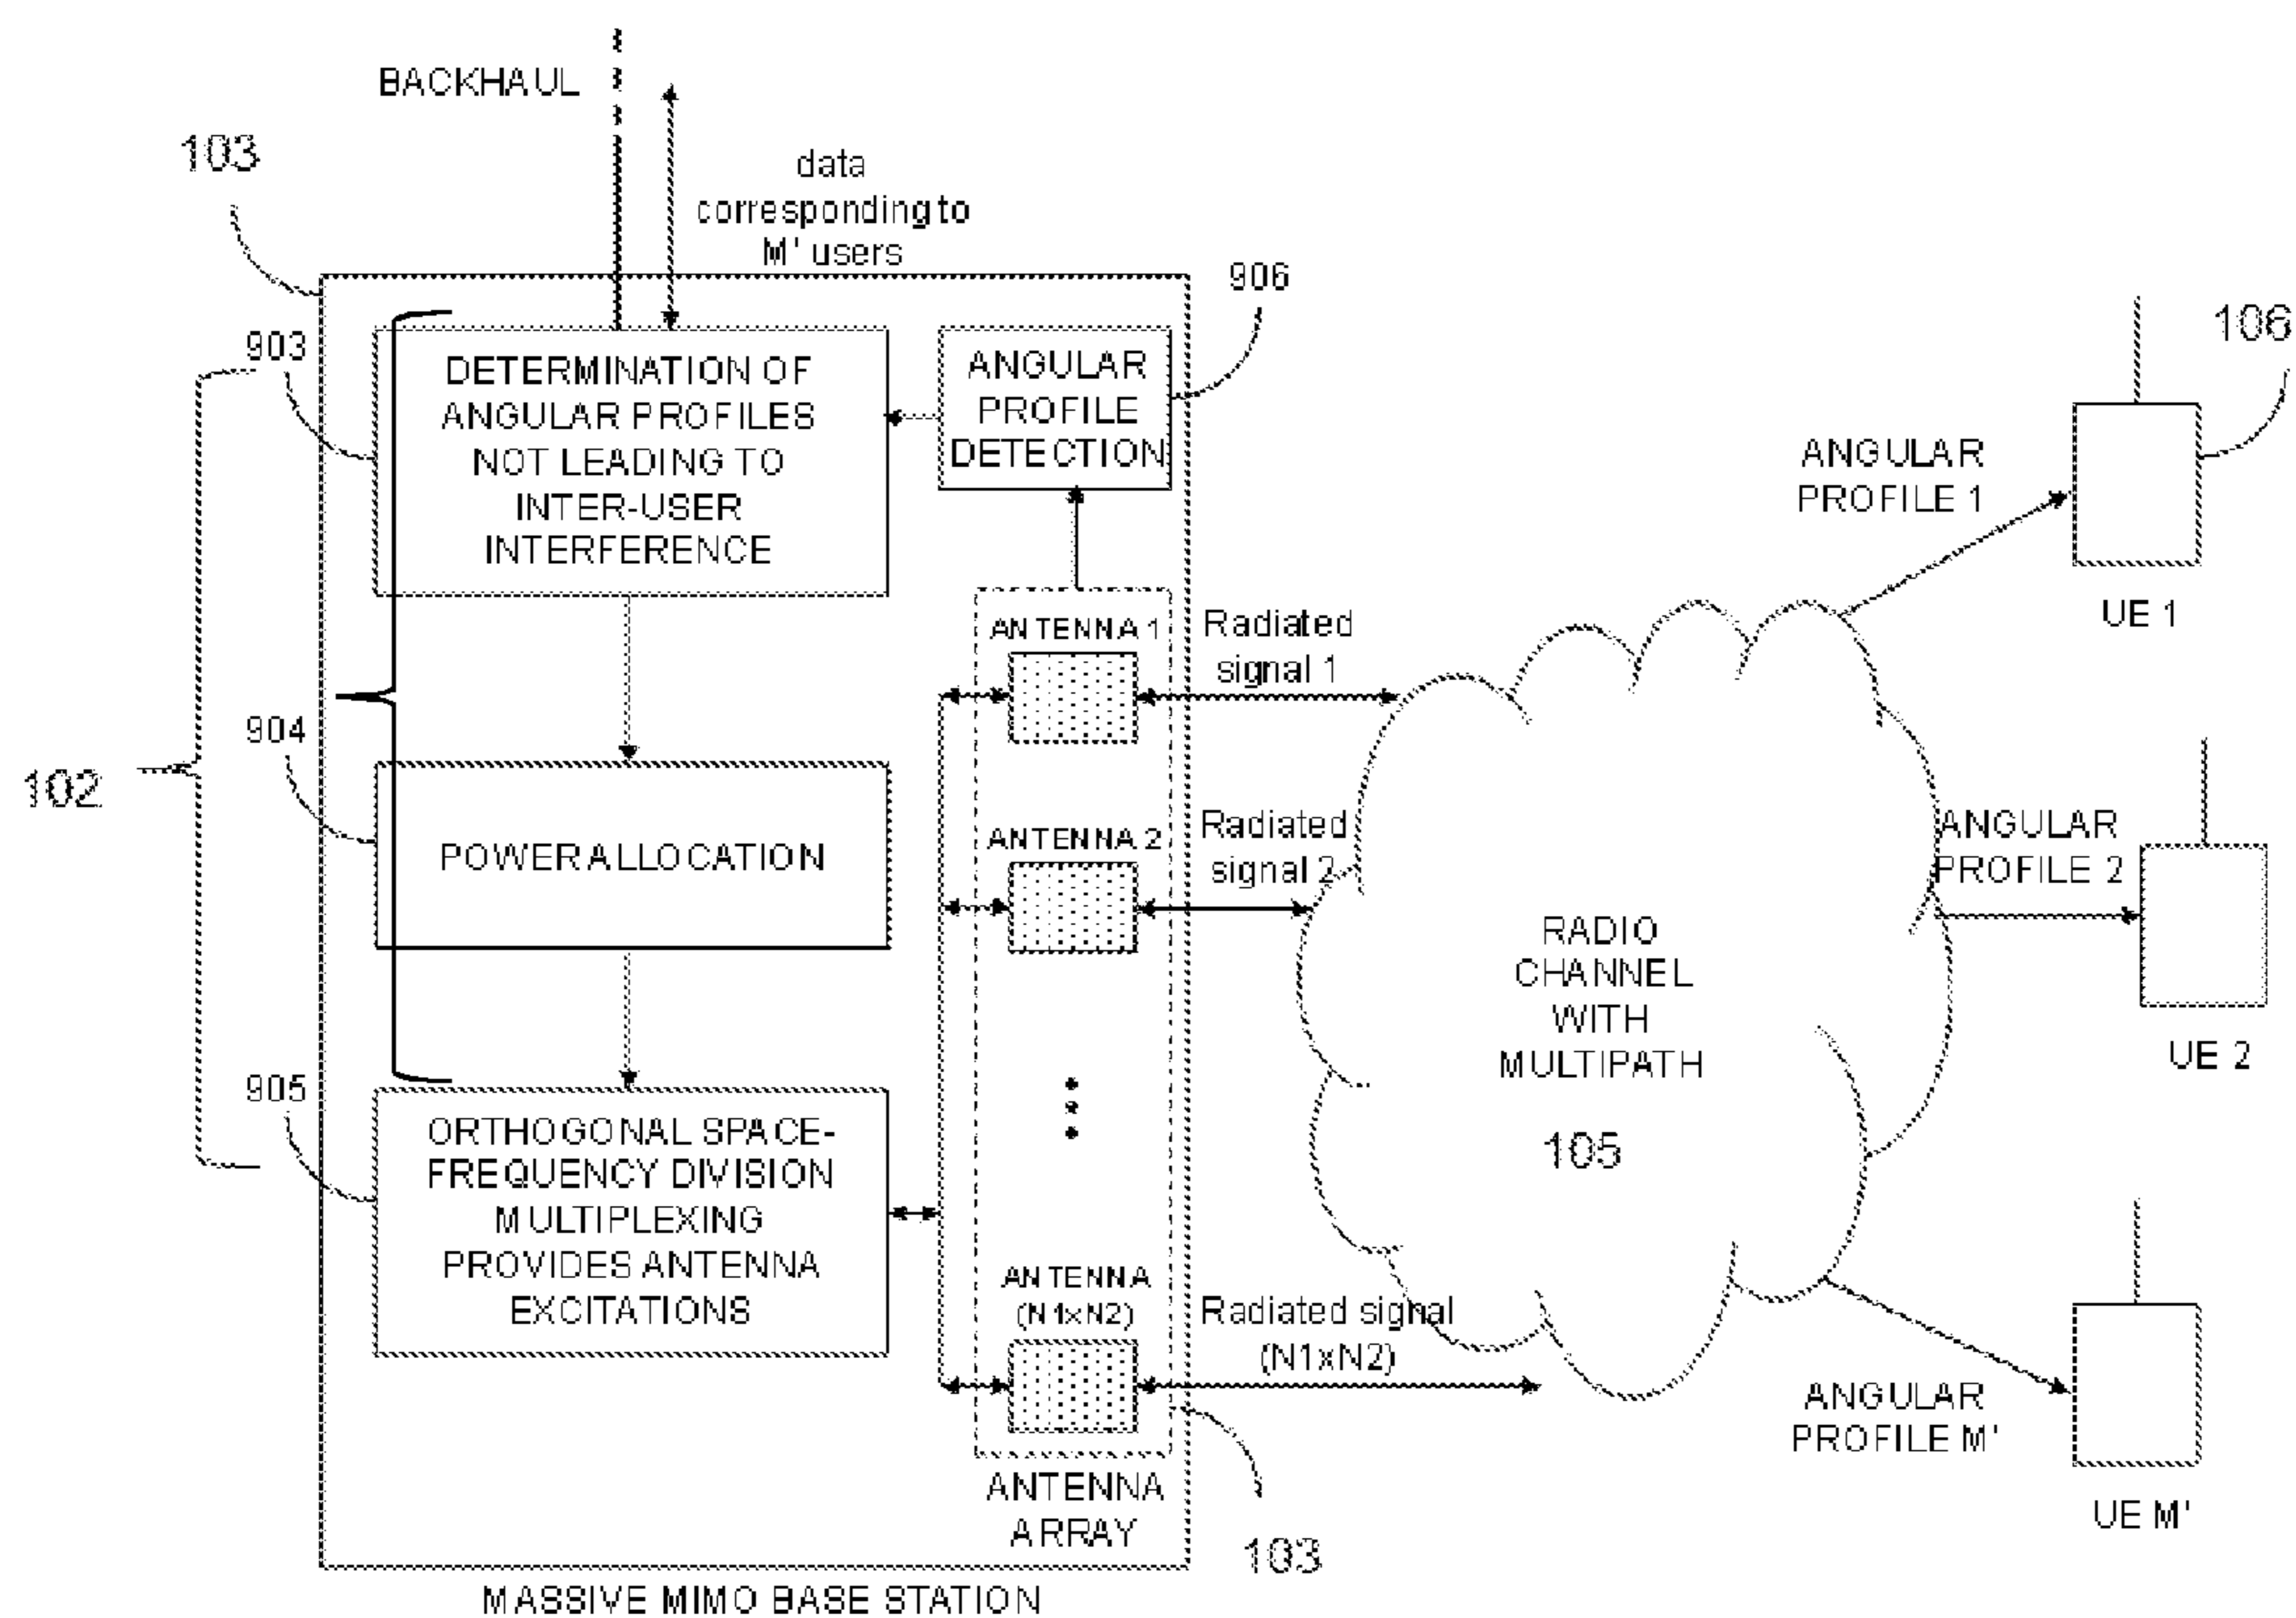 BACKHAUL
103
data
corresponding to
M' users
906
903
DETERMINATION OF
ANGULAR PROFILES
NOT LEADING TO
INTER-USER
INTERFERENCE
ANGULAR
PROFILE
DETECTION
106
ANGULAR
PROFILE 1
UE 1
ANTENNA 1
Radiated
signal 1
102
904
POWER ALLOCATION
ANTENNA 2
Radiated
signal 2
ANGULAR
PROFILE 2
UE 2
RADIO
CHANNEL
WITH
MULTIPATH
105
905
ORTHOGONAL SPACE-
FREQUENCY DIVISION
MULTIPLEXING
PROVIDES ANTENNA
EXCITATIONS
ANTENNA
(N1xN2)
Radiated signal
(N1xN2)
ANGULAR
PROFILE M'
UE M'
ANTENNA
ARRAY
103
MASSIVE MIMO BASE STATION